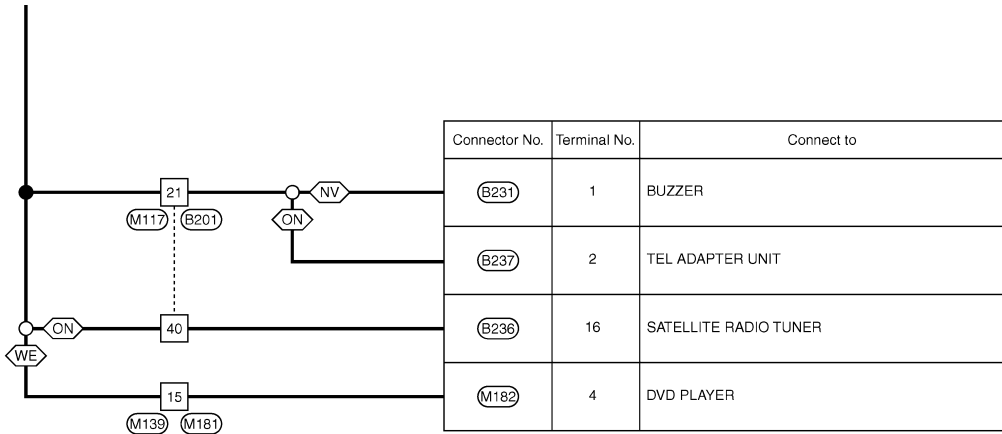 Connector No. Terminal No. Connect to
21 NV B231 1 BUZZER
M117 B201 ON
B237 2 TEL ADAPTER UNIT
ON 40 B236 16 SATELLITE RADIO TUNER
WE
15 M182 4 DVD PLAYER
M139 M181